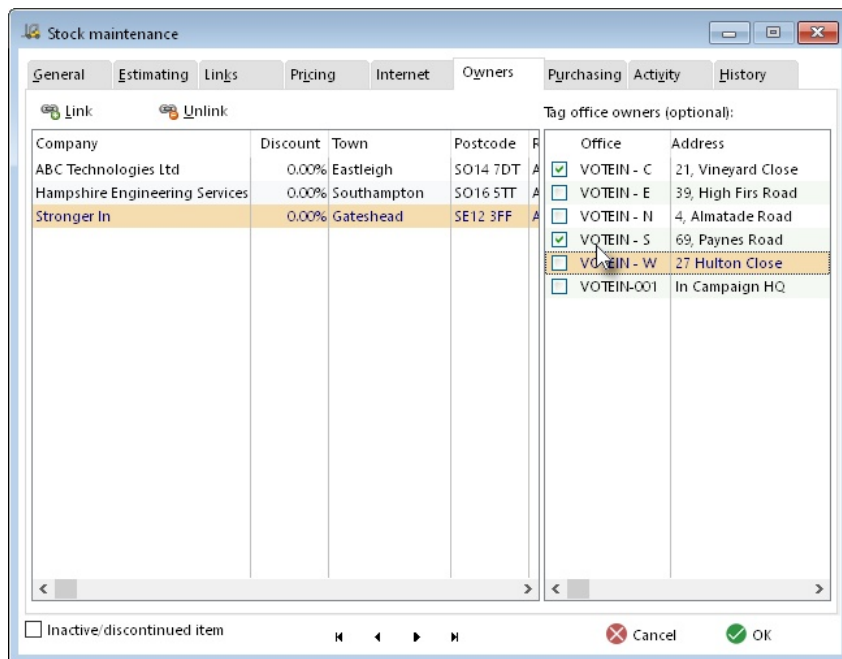 Stock maintenance
General Estimating Links Pricing Internet Owners Purchasing Activity History
Link Unlink Tag office owners (optional):
Company Discount Town Postcode R Office Address
ABC Technologies Ltd 0.00% Eastleigh SO14 7DT A VOTEIN - C 21, Vineyard Close
Hampshire Engineering Services 0.00% Southampton SO16 5TT A VOTEIN - E 39, High Firs Road
Stronger In 0.00% Gateshead SE12 3FF A VOTEIN - N 4, Almatade Road
VOTEIN - S 69, Paynes Road
VOTEIN - W 27 Hulton Close
VOTEIN-001 In Campaign HQ
Inactive/discontinued item Cancel OK